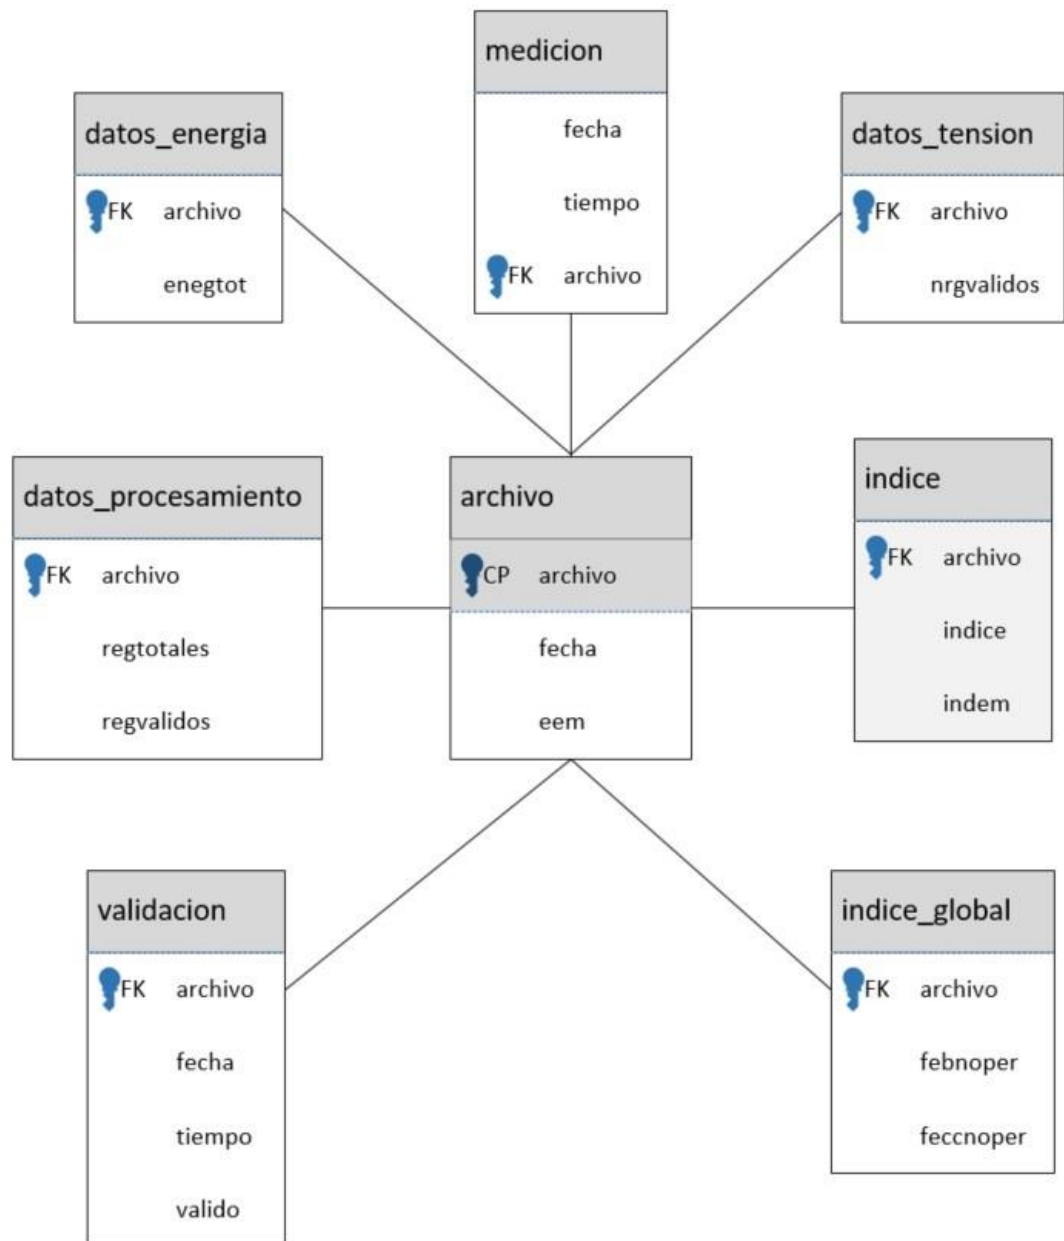 medicion
fecha
tiempo
FK archivo
datos_energia
FK archivo
enegtot
datos_tension
FK archivo
nrgvalidos
datos_procesamiento
FK archivo
regtotales
regvalidos
archivo
CP archivo
fecha
eem
indice
FK archivo
indice
indem
validacion
FK archivo
fecha
tiempo
valido
indice_global
FK archivo
febnoper
feccnoper